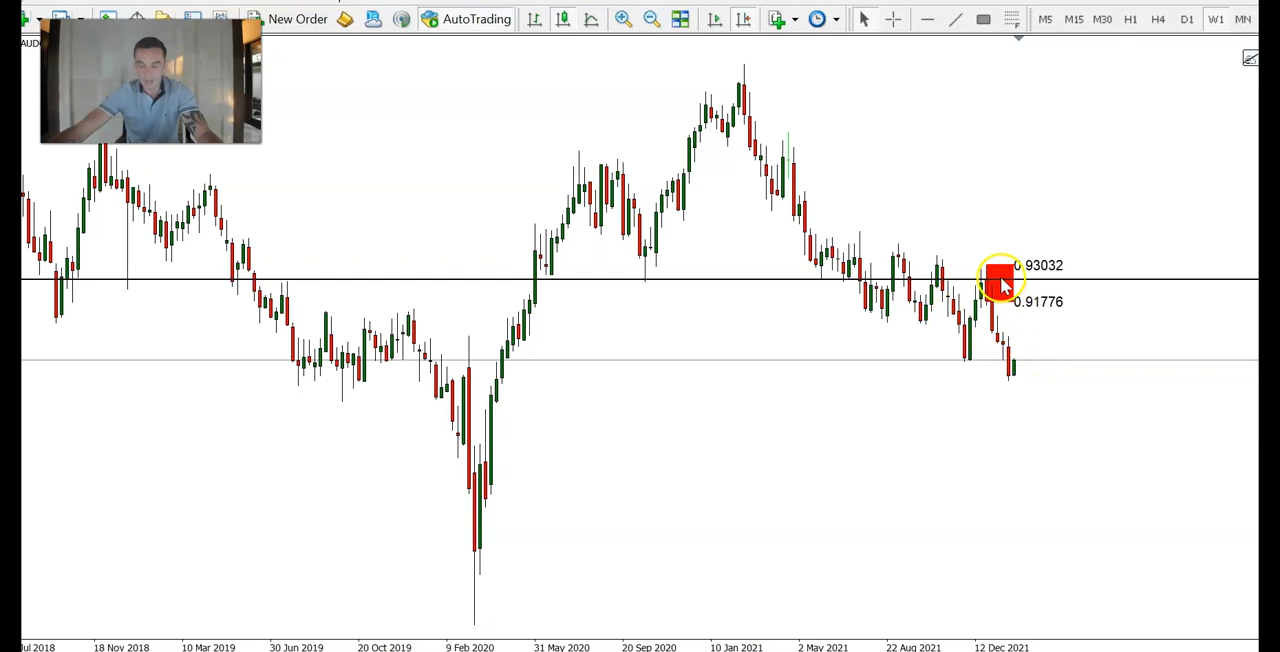 New Order AutoTrading M5 M15 M30 H1 H4 D1 W1 MN
AUD
0.93032
0.91776
Jul 2018 18 Nov 2018 10 Mar 2019 30 Jun 2019 20 Oct 2019 9 Feb 2020 31 May 2020 20 Sep 2020 10 Jan 2021 2 May 2021 22 Aug 2021 12 Dec 2021